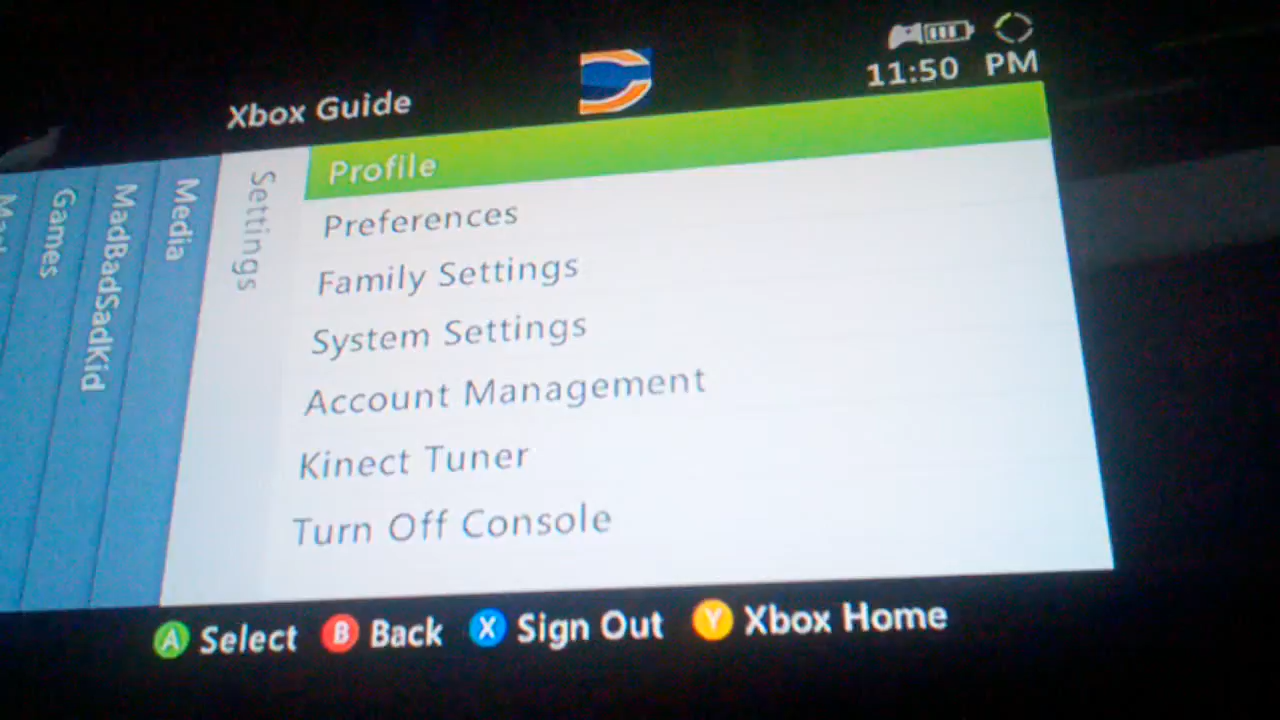 Xbox Guide
11:50 PM
Games
MadBadSadKid
Media
Settings
Profile
Preferences
Family Settings
System Settings
Account Management
Kinect Tuner
Turn Off Console
A Select B Back X Sign Out Y Xbox Home